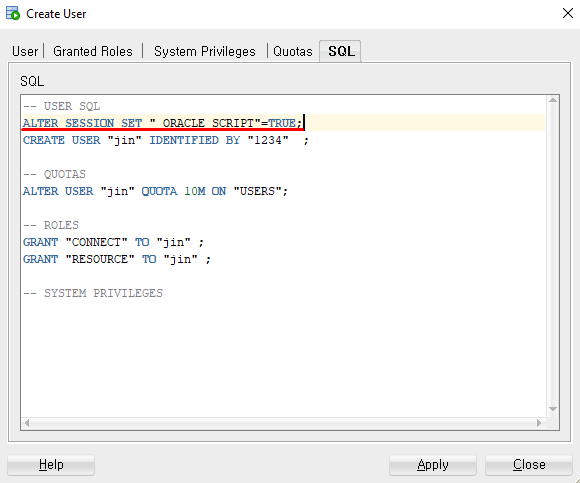 Create User
User Granted Roles System Privileges Quotas SQL
SQL
-- USER SQL
ALTER SESSION SET "_ORACLE_SCRIPT"=TRUE;
CREATE USER "jin" IDENTIFIED BY "1234"  ;
-- QUOTAS
ALTER USER "jin" QUOTA 10M ON "USERS";
-- ROLES
GRANT "CONNECT" TO "jin" ;
GRANT "RESOURCE" TO "jin" ;
-- SYSTEM PRIVILEGES
Help Apply Close